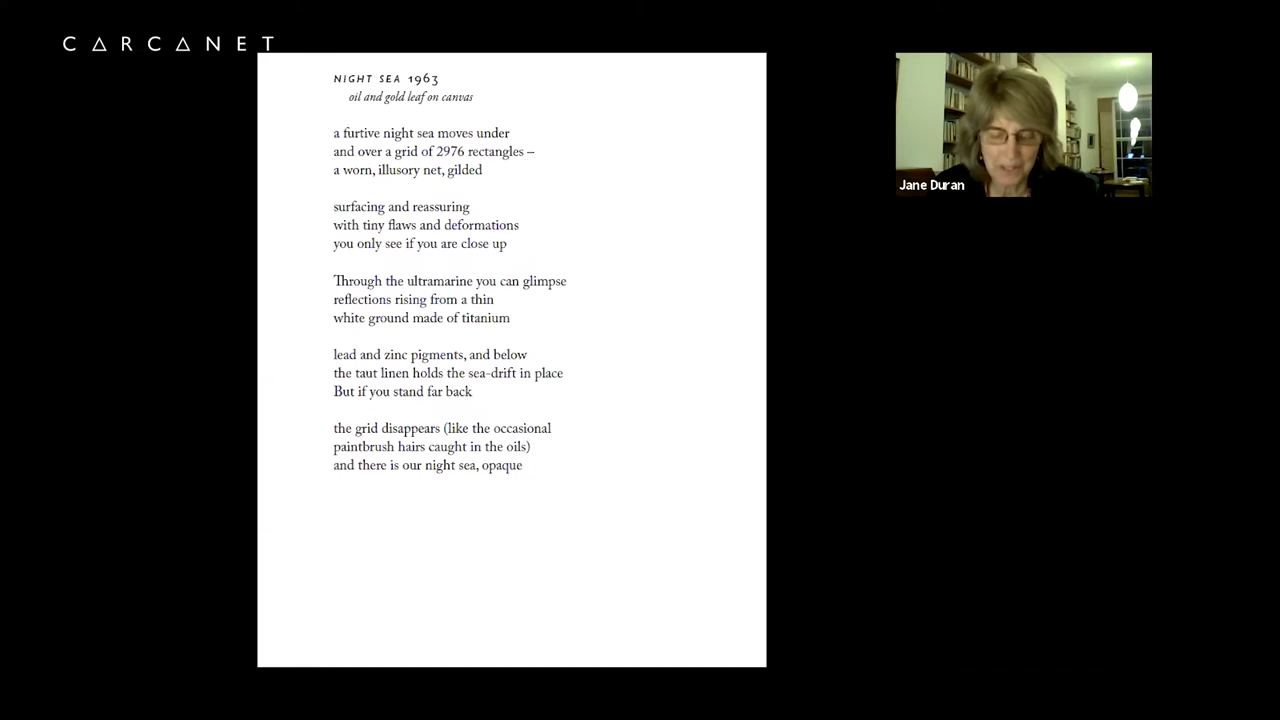 CARCANET
NIGHT SEA 1963
oil and gold leaf on canvas
a furtive night sea moves under
and over a grid of 2976 rectangles –
a worn, illusory net, gilded
surfacing and reassuring
with tiny flaws and deformations
you only see if you are close up
Through the ultramarine you can glimpse
reflections rising from a thin
white ground made of titanium
lead and zinc pigments, and below
the taut linen holds the sea-drift in place
But if you stand far back
the grid disappears (like the occasional
paintbrush hairs caught in the oils)
and there is our night sea, opaque
Jane Duran